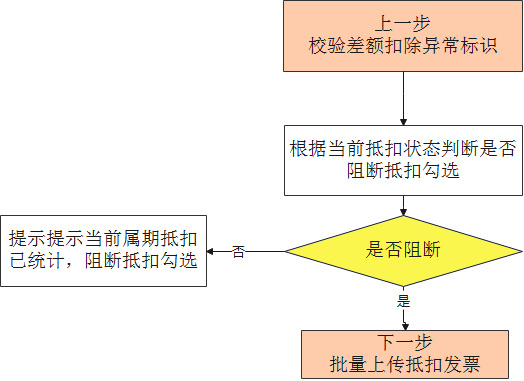 上一步
校验差额扣除异常标识
根据当前抵扣状态判断是否
阻断抵扣勾选
是否阻断
否
提示提示当前属期抵扣
已统计，阻断抵扣勾选
是
下一步
批量上传抵扣发票